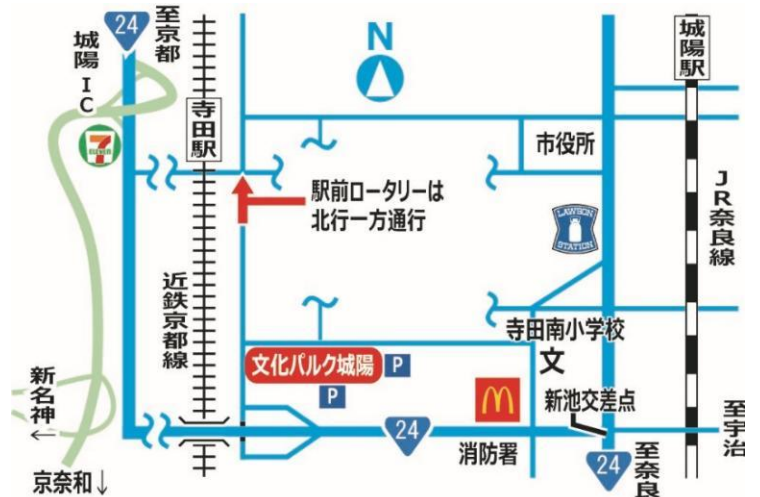 24
至京都
城陽IC
7
ELEVEN
寺田駅
N
城陽駅
市役所
駅前ロータリーは
北行一方通行
LAWSON
STATION
JR奈良線
近鉄京都線
寺田南小学校
文
文化パルク城陽
P
P
新名神
←
M
新池交差点
24
消防署
至宇治
24
至奈良
京奈和↓